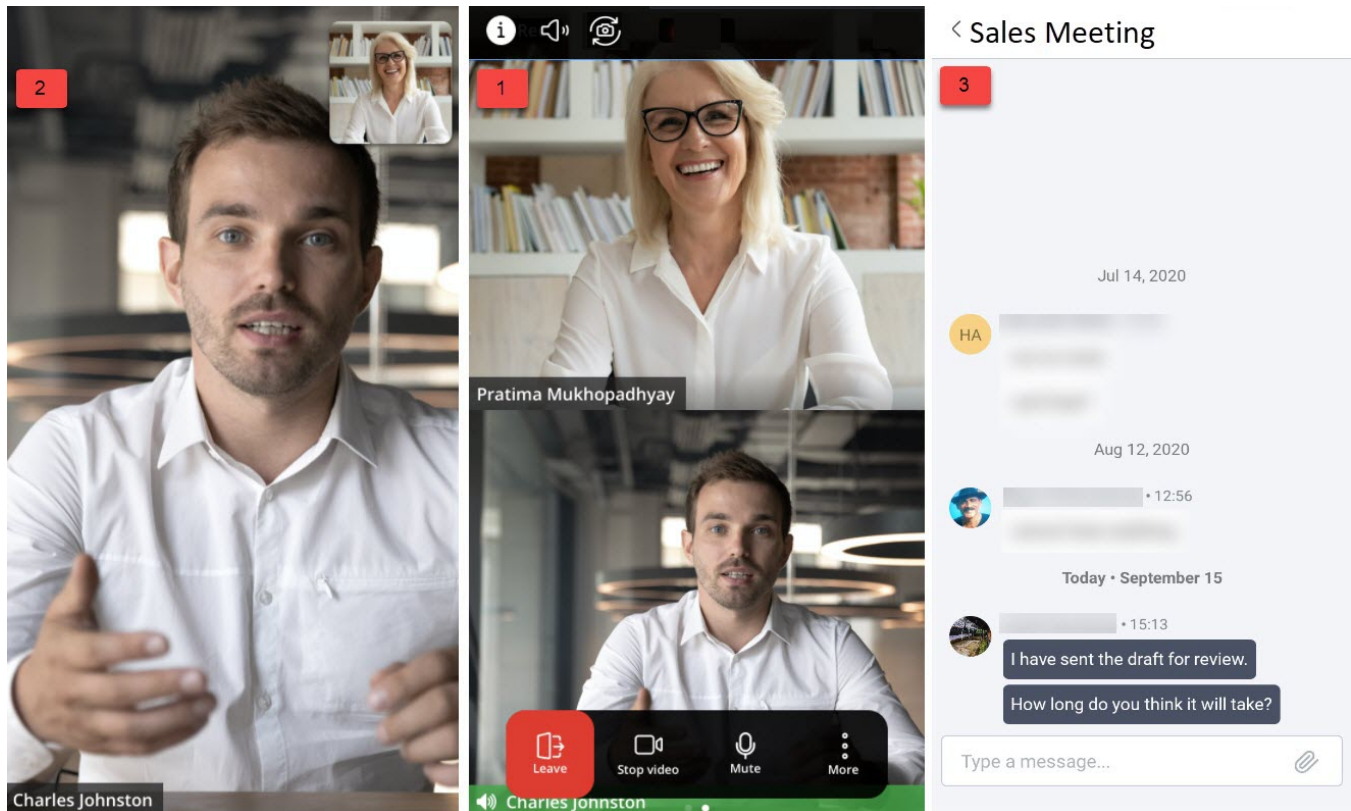 2
Charles Johnston
1
Pratima Mukhopadhyay
Leave
Stop video
Mute
More
Charles Johnston
Sales Meeting
3
Jul 14, 2020
HA
Aug 12, 2020
• 12:56
Today • September 15
• 15:13
I have sent the draft for review.
How long do you think it will take?
Type a message...